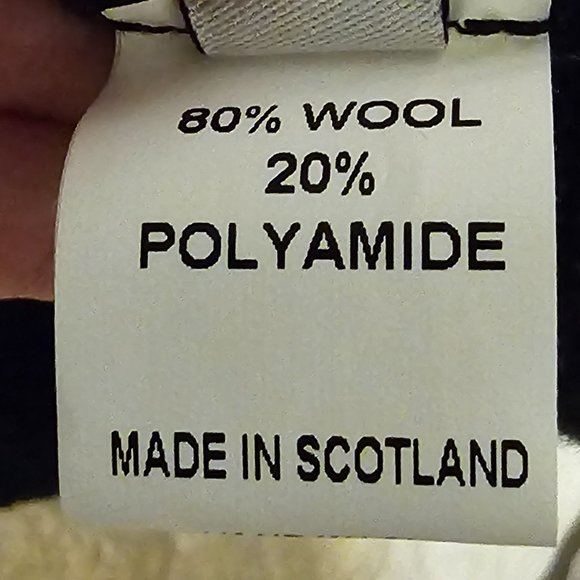 80% WOOL
20%
POLYAMIDE
MADE IN SCOTLAND